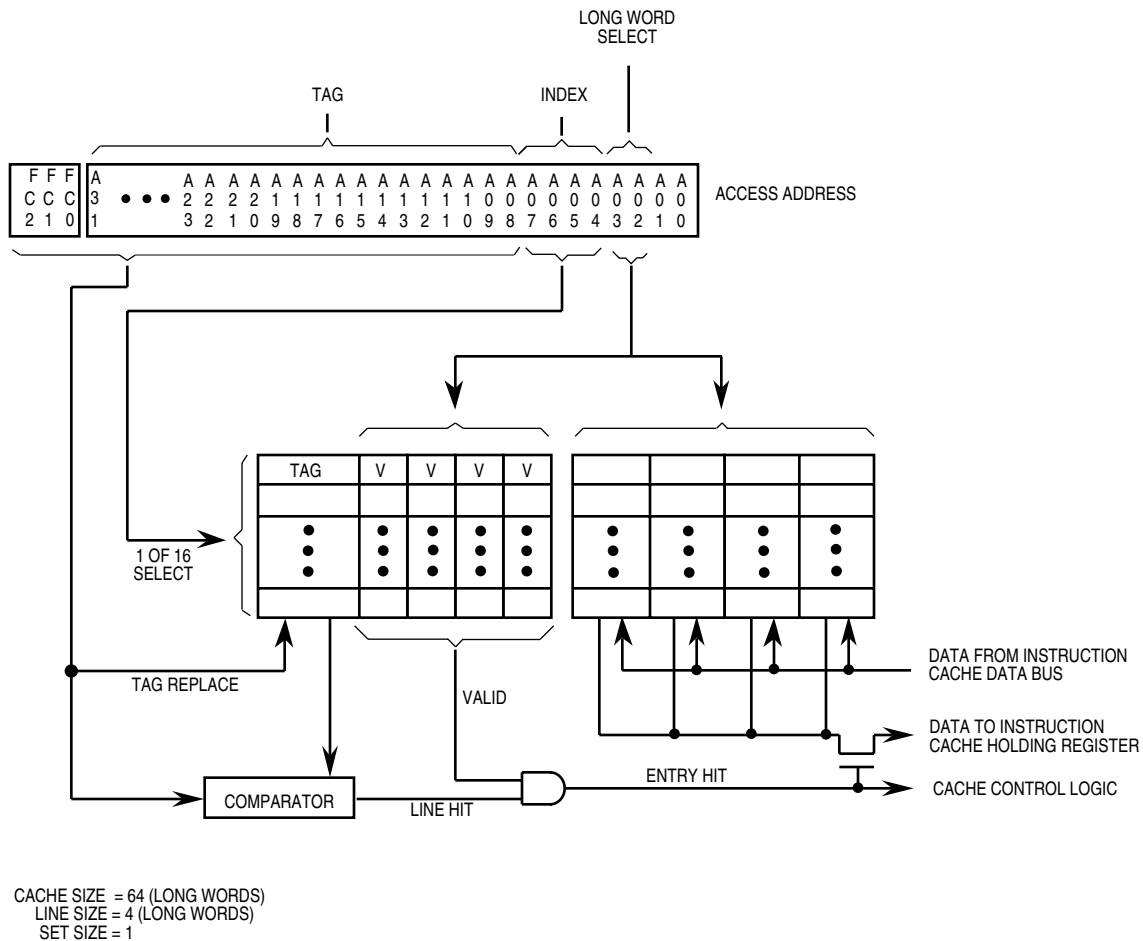 LONG WORD
SELECT
TAG
INDEX
F F F A A A A A A A A A A A A A A A A A A A A A A A A A
C C C 3 ● ● ● 2 2 2 2 1 1 1 1 1 1 1 1 1 1 0 0 0 0 0 0 0 0 0 0
2 1 0 1 3 2 1 0 9 8 7 6 5 4 3 2 1 0 9 8 7 6 5 4 3 2 1 0
ACCESS ADDRESS
TAG V V V V
1 OF 16
SELECT
TAG REPLACE
VALID
DATA FROM INSTRUCTION
CACHE DATA BUS
DATA TO INSTRUCTION
CACHE HOLDING REGISTER
COMPARATOR
LINE HIT
ENTRY HIT
CACHE CONTROL LOGIC
CACHE SIZE = 64 (LONG WORDS)
LINE SIZE = 4 (LONG WORDS)
SET SIZE = 1